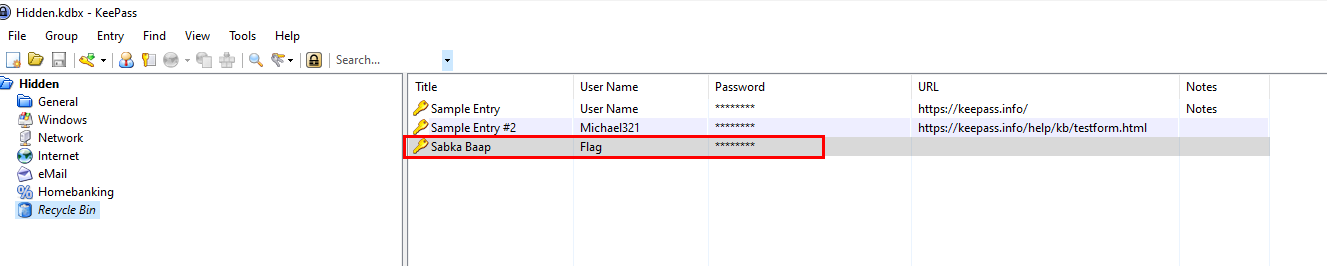 Hidden.kdbx - KeePass
File Group Entry Find View Tools Help
Search...
Hidden
General
Windows
Network
Internet
eMail
Homebanking
Recycle Bin
Title User Name Password URL Notes
Sample Entry User Name ******** https://keepass.info/ Notes
Sample Entry #2 Michael321 ******** https://keepass.info/help/kb/testform.html
Sabka Baap Flag ********